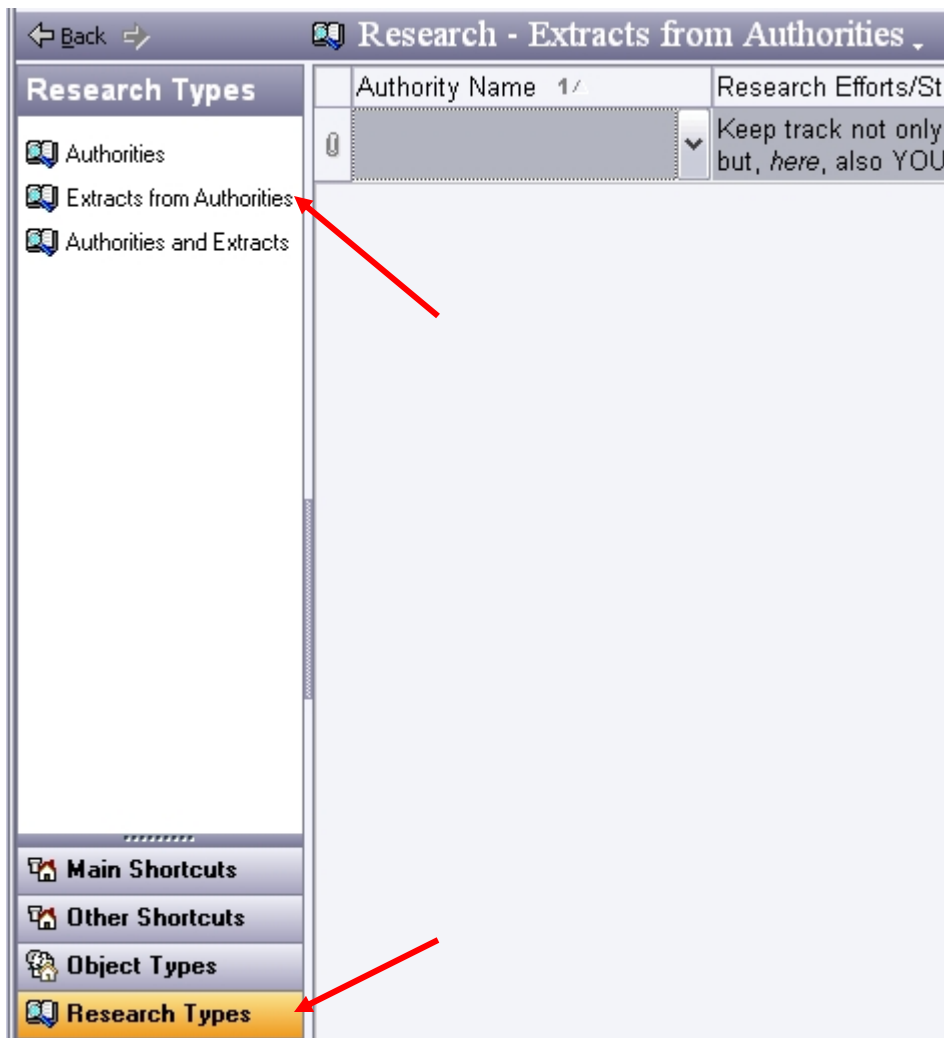 Back
Research - Extracts from Authorities
Research Types
Authority Name 1
Research Efforts/St
Authorities
Extracts from Authorities
Authorities and Extracts
Keep track not only
but, here, also YOU
Main Shortcuts
Other Shortcuts
Object Types
Research Types